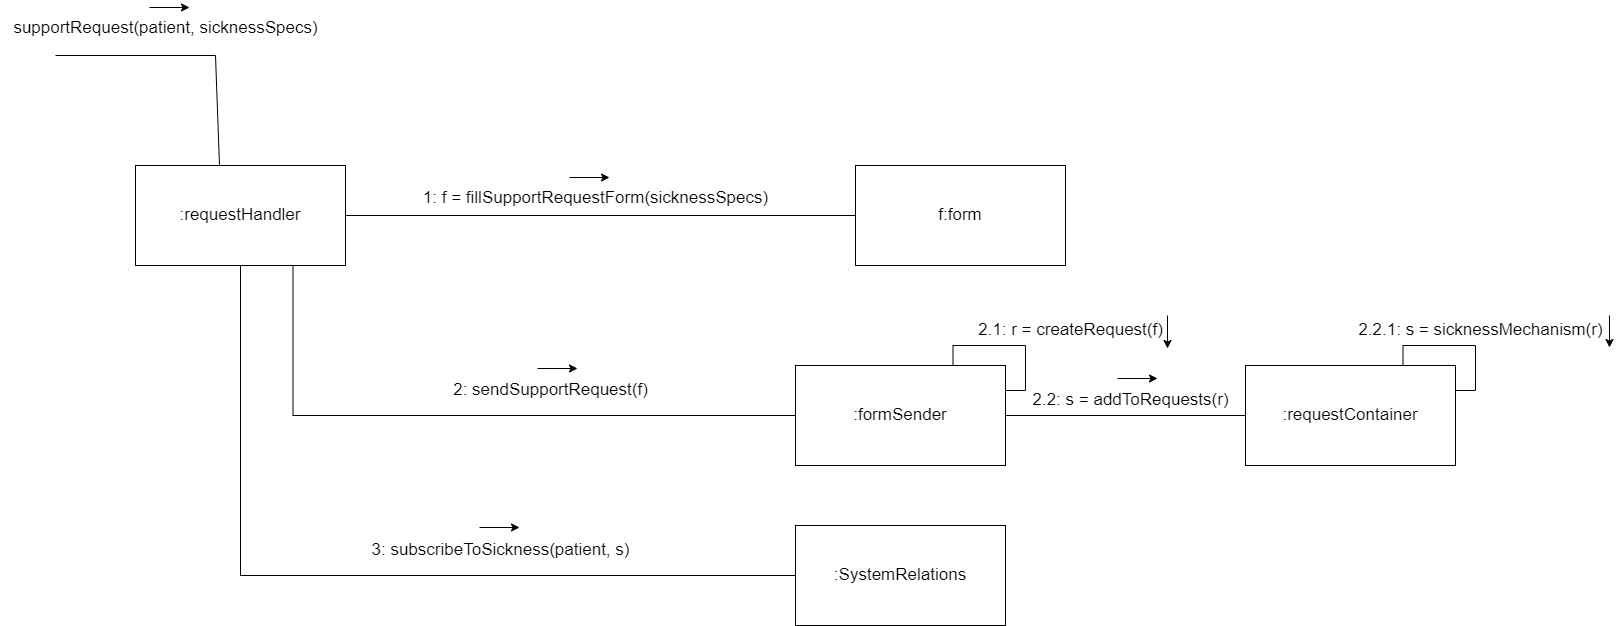 supportRequest(patient, sicknessSpecs)
1: f = fillSupportRequestForm(sicknessSpecs)
:requestHandler
f:form
2.1: r = createRequest(f)
2.2.1: s = sicknessMechanism(r)
2: sendSupportRequest(f)
2.2: s = addToRequests(r)
:formSender
:requestContainer
3: subscribeToSickness(patient, s)
:SystemRelations